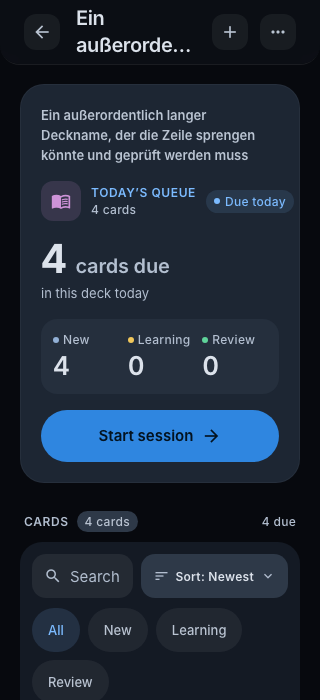 Ein
außerorde...
Ein außerordentlich langer
Deckname, der die Zeile sprengen
könnte und geprüft werden muss
TODAY'S QUEUE
4 cards
Due today
4 cards due
in this deck today
New Learning Review
4 0 0
Start session
CARDS 4 cards 4 due
Search Sort: Newest
All New Learning
Review